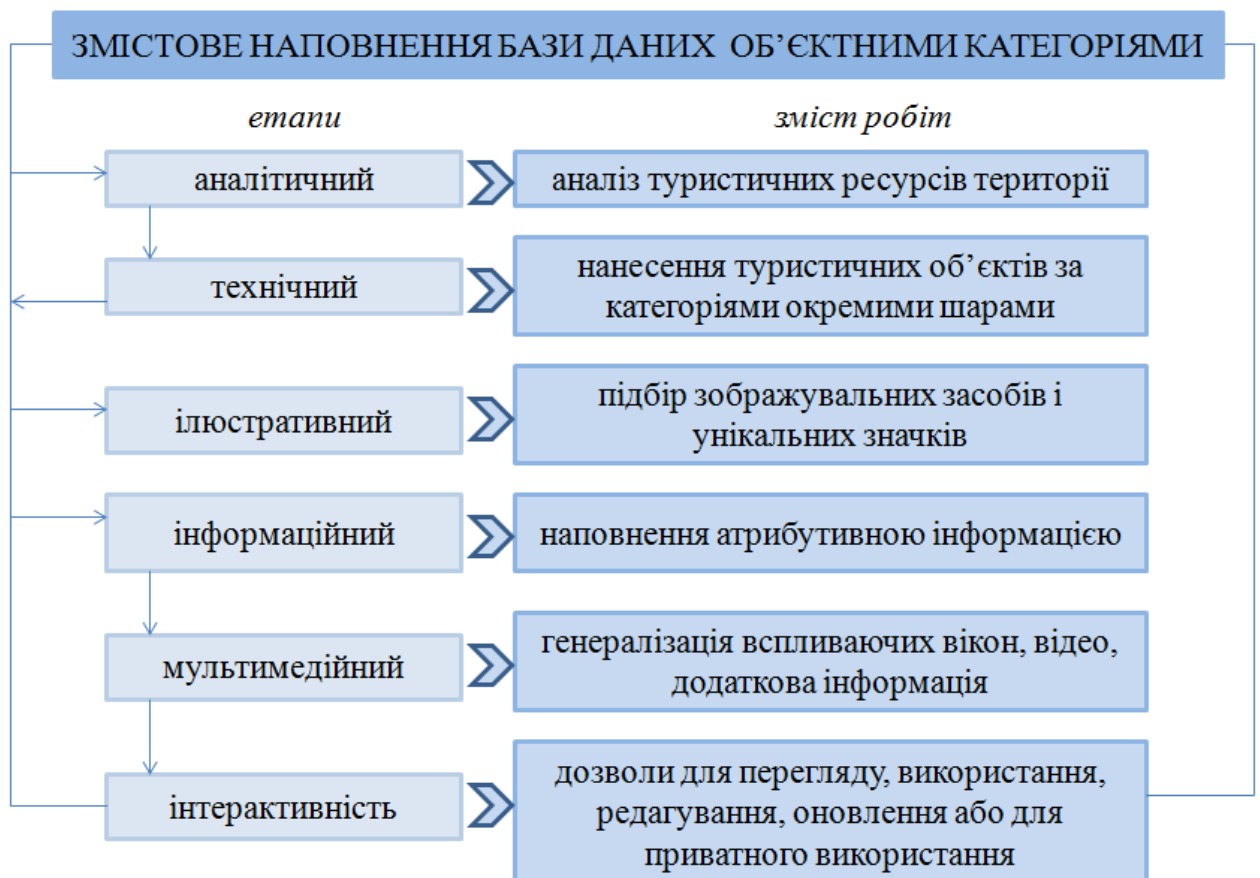 ЗМІСТОВЕ НАПОВНЕННЯ БАЗИ ДАНИХ ОБ’ЄКТНИМИ КАТЕГОРІЯМИ
етапи
зміст робіт
аналітичний
аналіз туристичних ресурсів території
технічний
нанесення туристичних об’єктів за
категоріями окремими шарами
ілюстративний
підбір зображувальних засобів і
унікальних значків
інформаційний
наповнення атрибутивною інформацією
мультимедійний
генералізація вспливаючих вікон, відео,
додаткова інформація
інтерактивність
дозволи для перегляду, використання,
редагування, оновлення або для
приватного використання